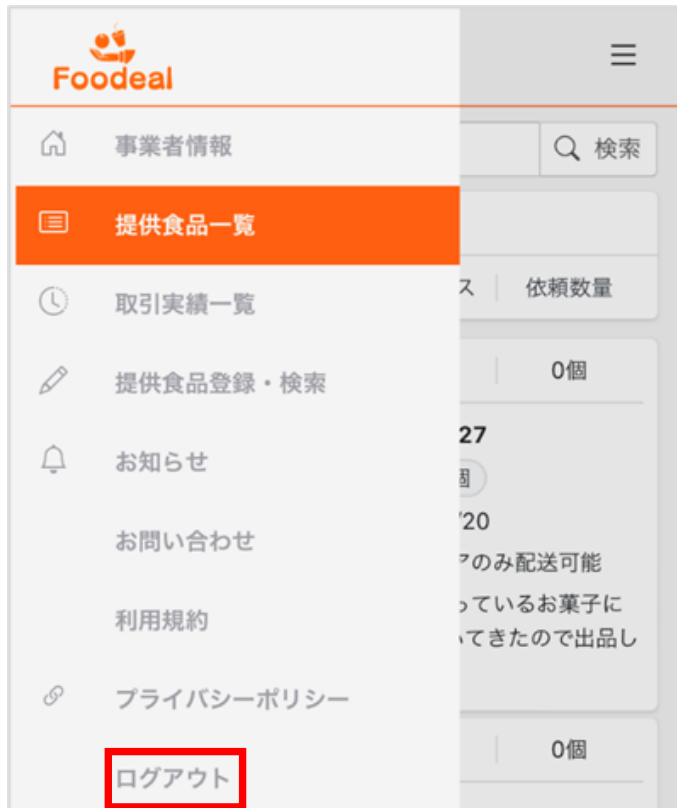 Foodeal
事業者情報
検索
提供食品一覧
ス
依頼数量
取引実績一覧
0個
提供食品登録・検索
27
お知らせ
個
/20
お問い合わせ
アのみ配送可能
っているお菓子に
利用規約
いてきたので出品し
プライバシーポリシー
0個
ログアウト